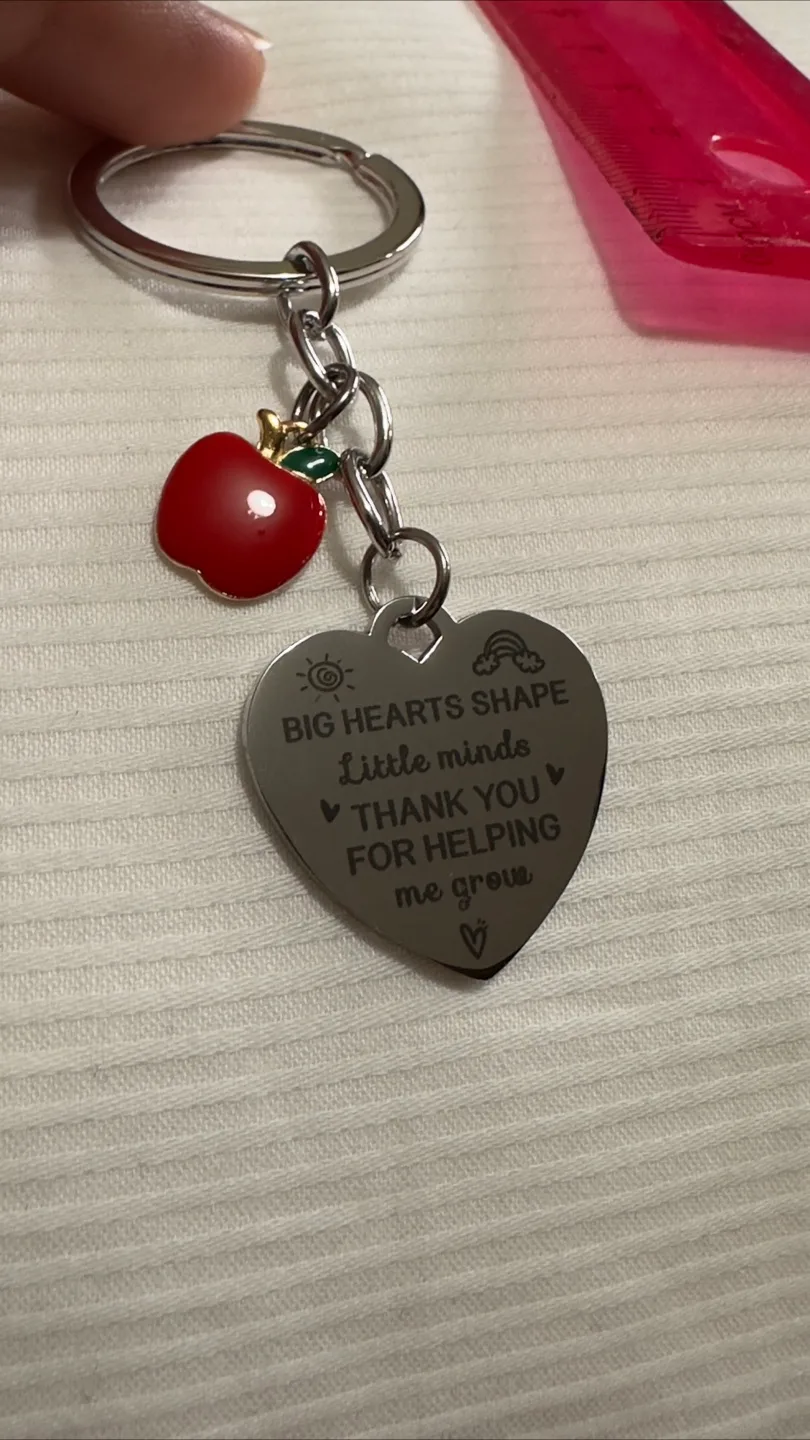 BIG HEARTS SHAPE
Little minds
THANK YOU
FOR HELPING
me grow